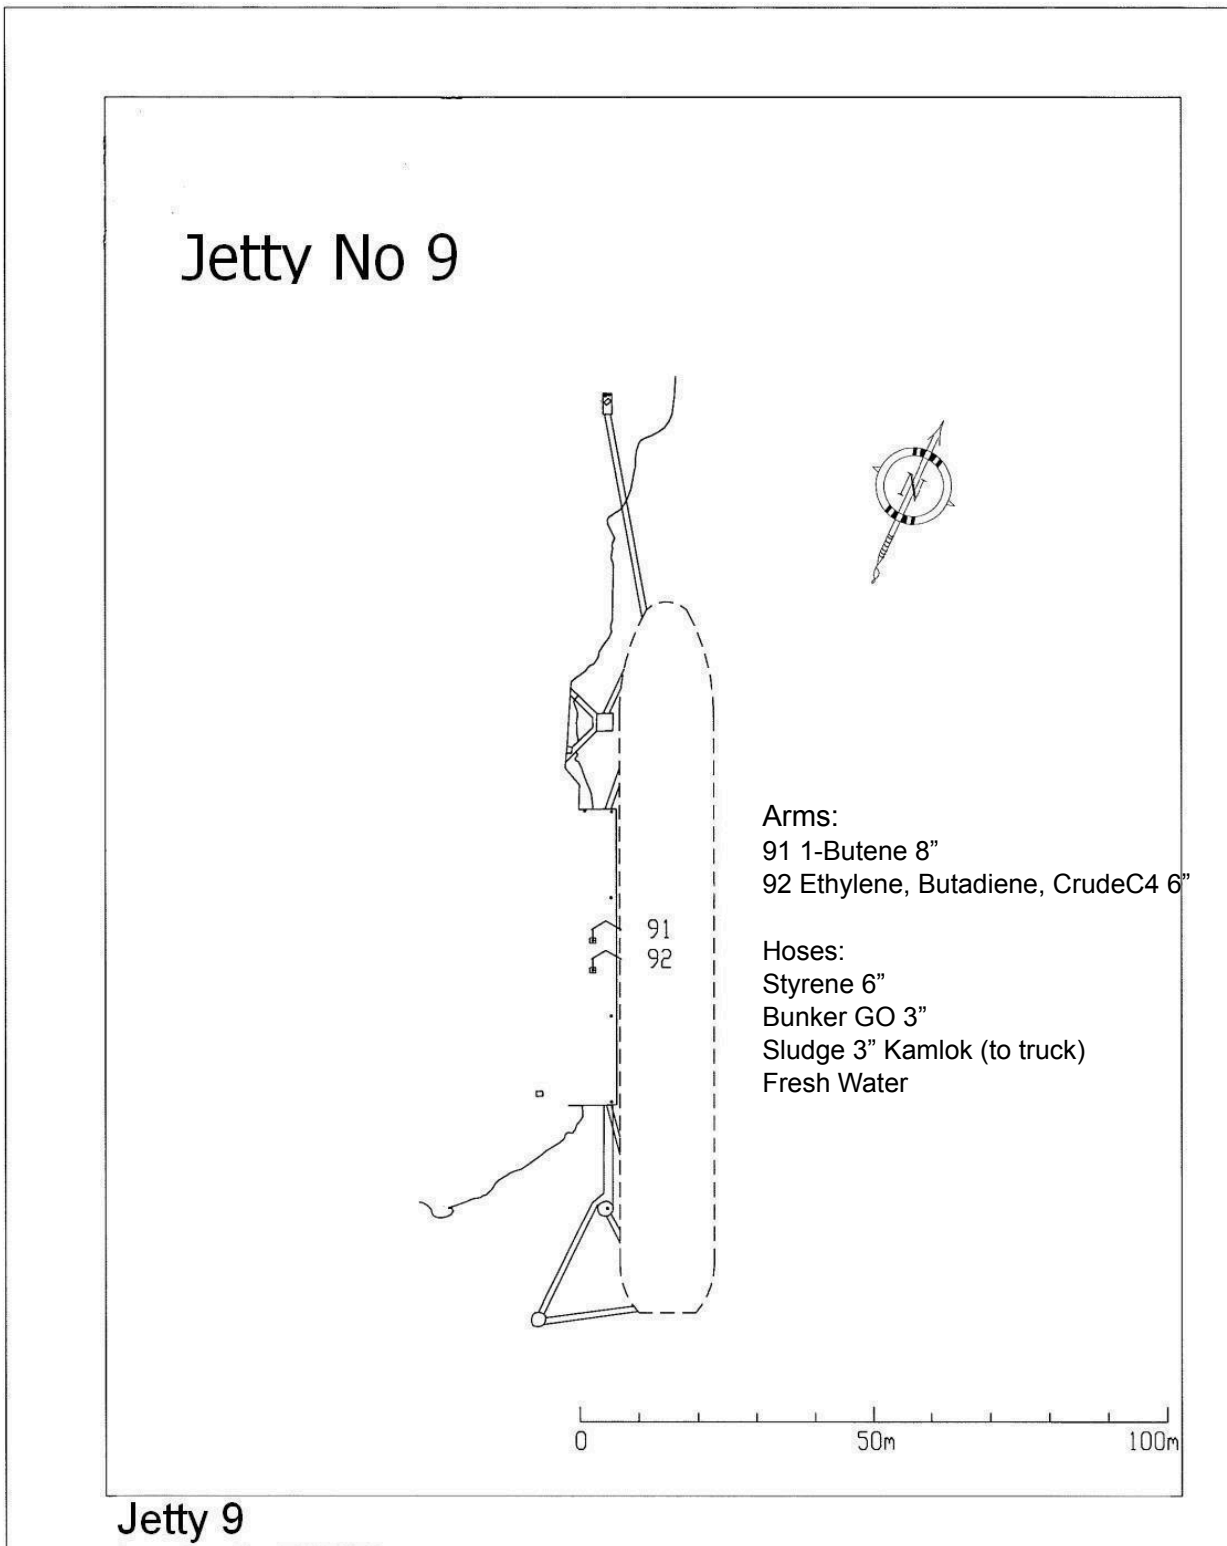 Jetty No 9
N
Arms:
91 1-Butene 8”
92 Ethylene, Butadiene, CrudeC4 6”
91
92
Hoses:
Styrene 6”
Bunker GO 3”
Sludge 3” Kamlok (to truck)
Fresh Water
0 50m 100m
Jetty 9